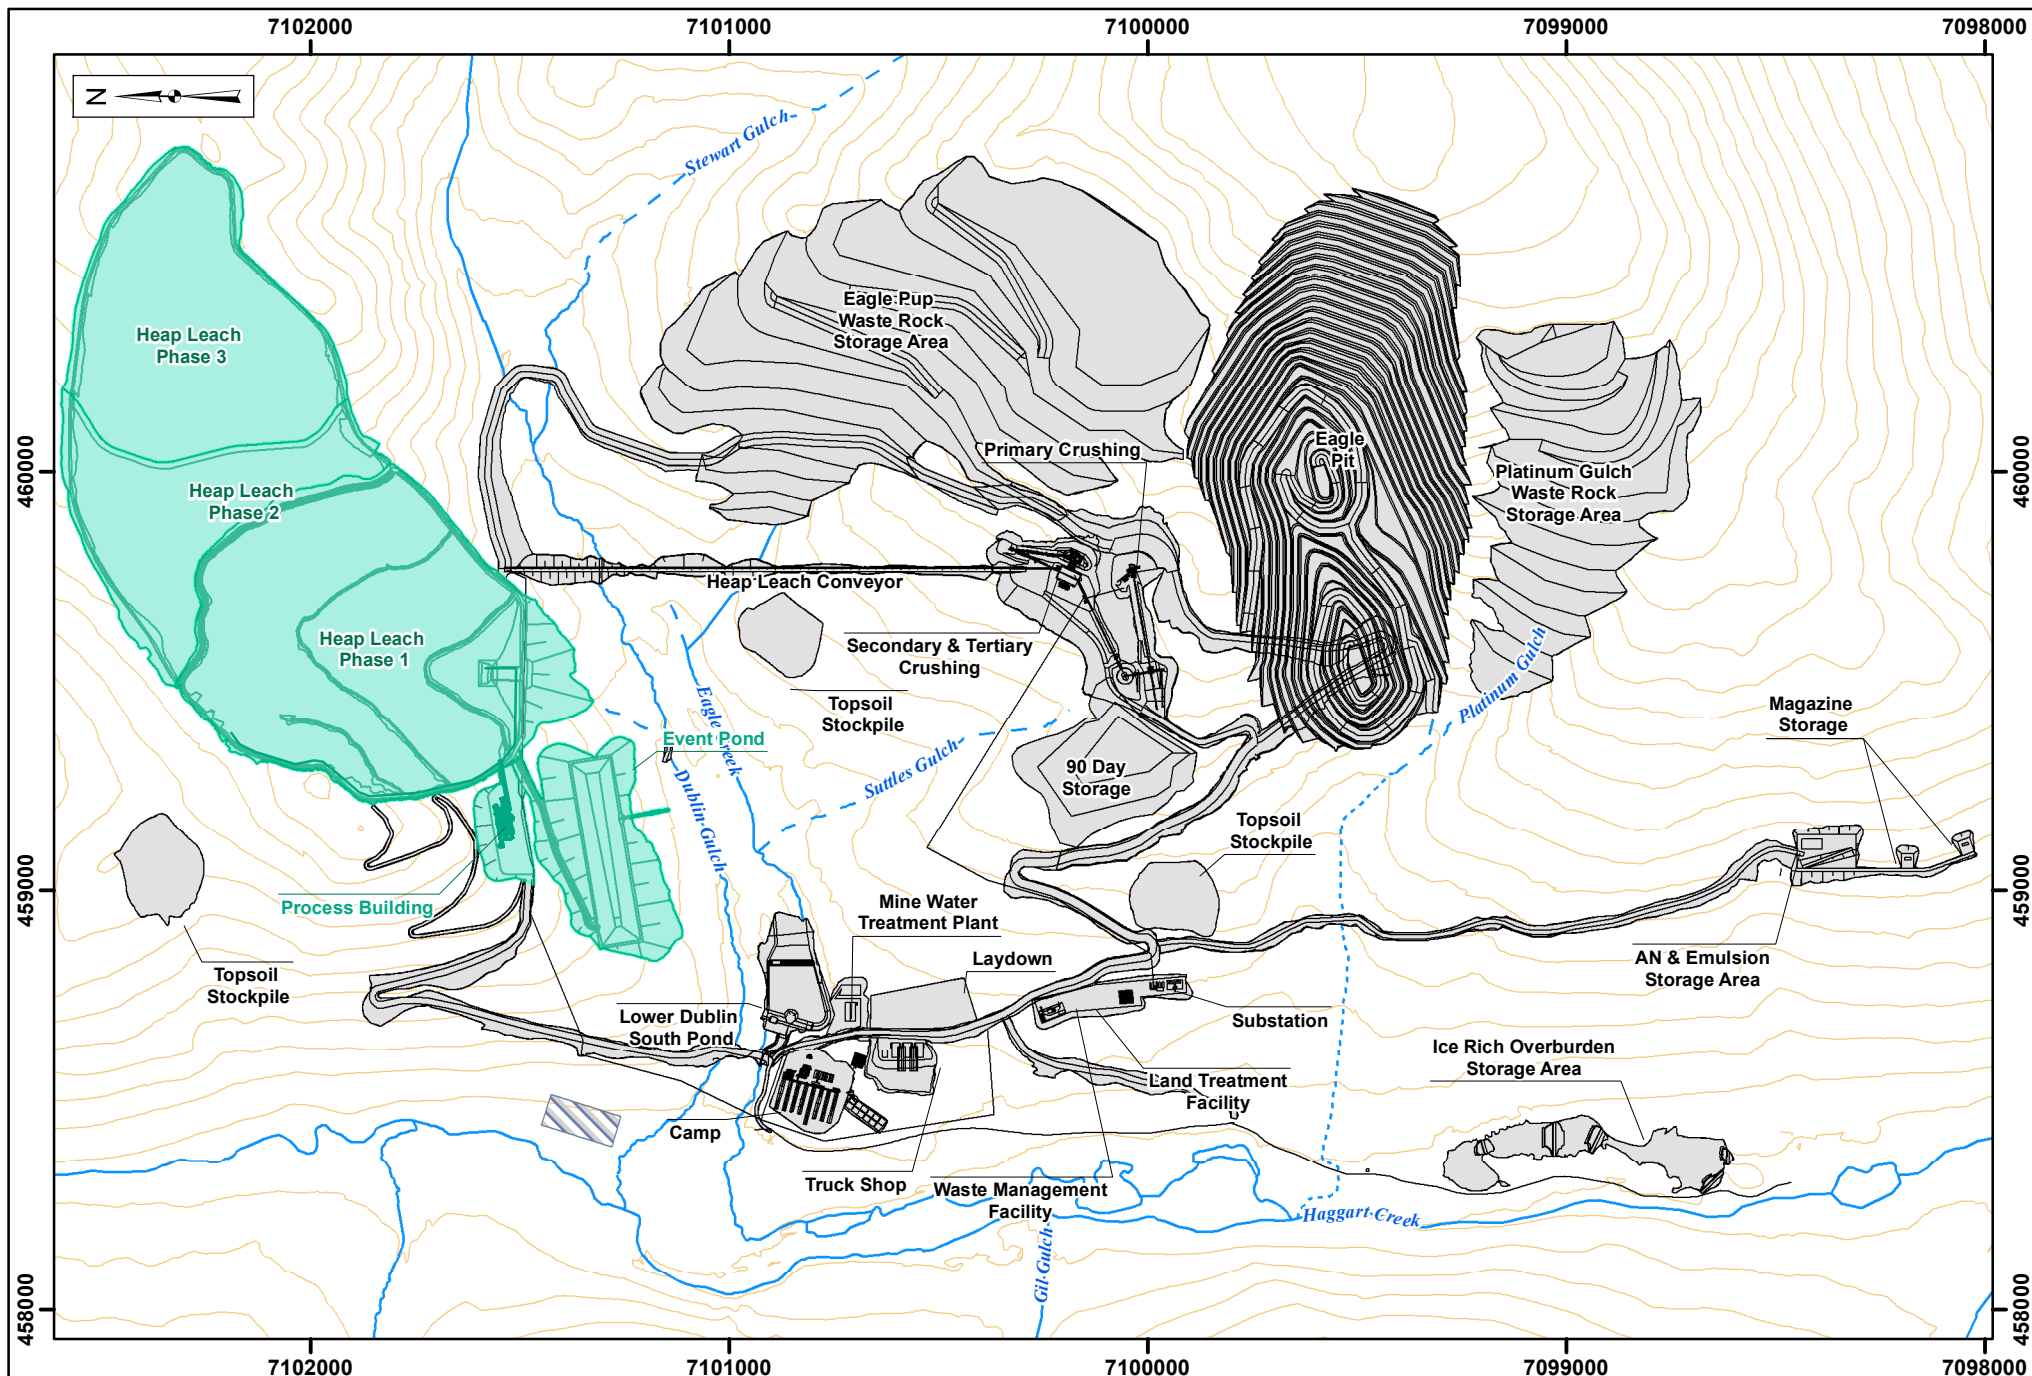 7102000
7101000
7100000
7099000
7098000
N
Stewart Gulch
Eagle Pup
Waste Rock
Storage Area
Heap Leach
Phase 3
460000
Primary Crushing
Eagle
Pit
460000
Platinum Gulch
Waste Rock
Storage Area
Heap Leach
Phase 2
Heap Leach Conveyor
Heap Leach
Phase 1
Secondary & Tertiary
Crushing
Topsoil
Stockpile
Platinum Gulch
Magazine
Storage
Eagle Creek
Event Pond
Dublin Gulch
Suttles Gulch
90 Day
Storage
Topsoil
Stockpile
459000
459000
Process Building
Mine Water
Treatment Plant
Laydown
AN & Emulsion
Storage Area
Topsoil
Stockpile
Lower Dublin
South Pond
Substation
Ice Rich Overburden
Storage Area
Land Treatment
Facility
Camp
Truck Shop
Waste Management
Facility
Haggart Creek
Gil Gulch
458000
458000
7102000
7101000
7100000
7099000
7098000